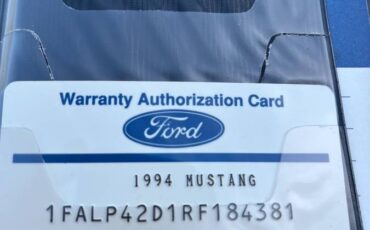 Warranty Authorization Card
Ford
1994 MUSTANG
1FALP42D1RF184381